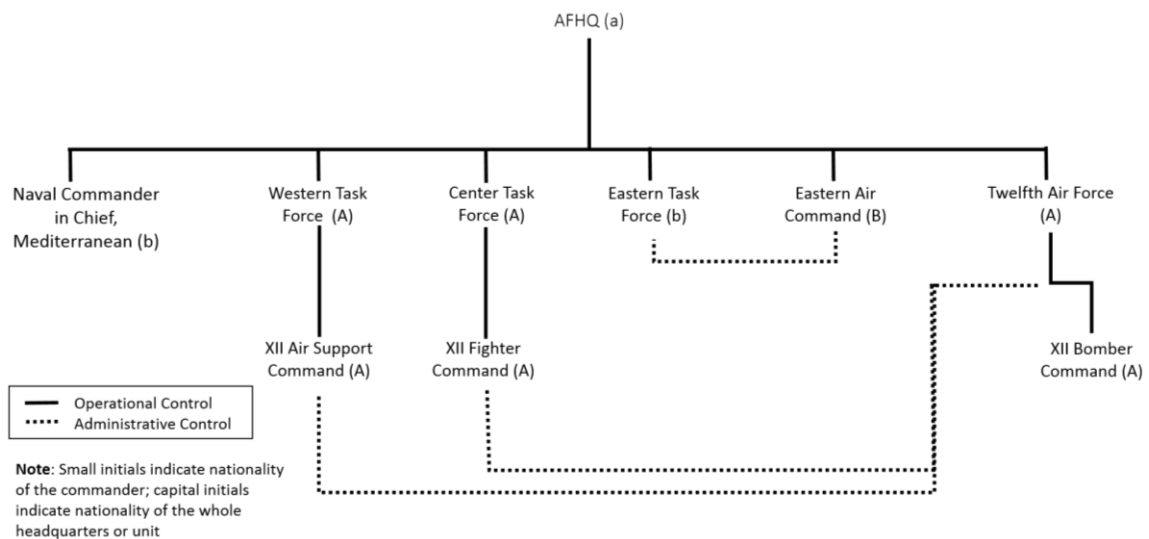 AFHQ (a)
Naval Commander
in Chief,
Mediterranean (b)
Western Task
Force (A)
Center Task
Force (A)
Eastern Task
Force (b)
Eastern Air
Command (B)
Twelfth Air Force
(A)
XII Air Support
Command (A)
XII Fighter
Command (A)
XII Bomber
Command (A)
Operational Control
Administrative Control
Note: Small initials indicate nationality
of the commander; capital initials
indicate nationality of the whole
headquarters or unit